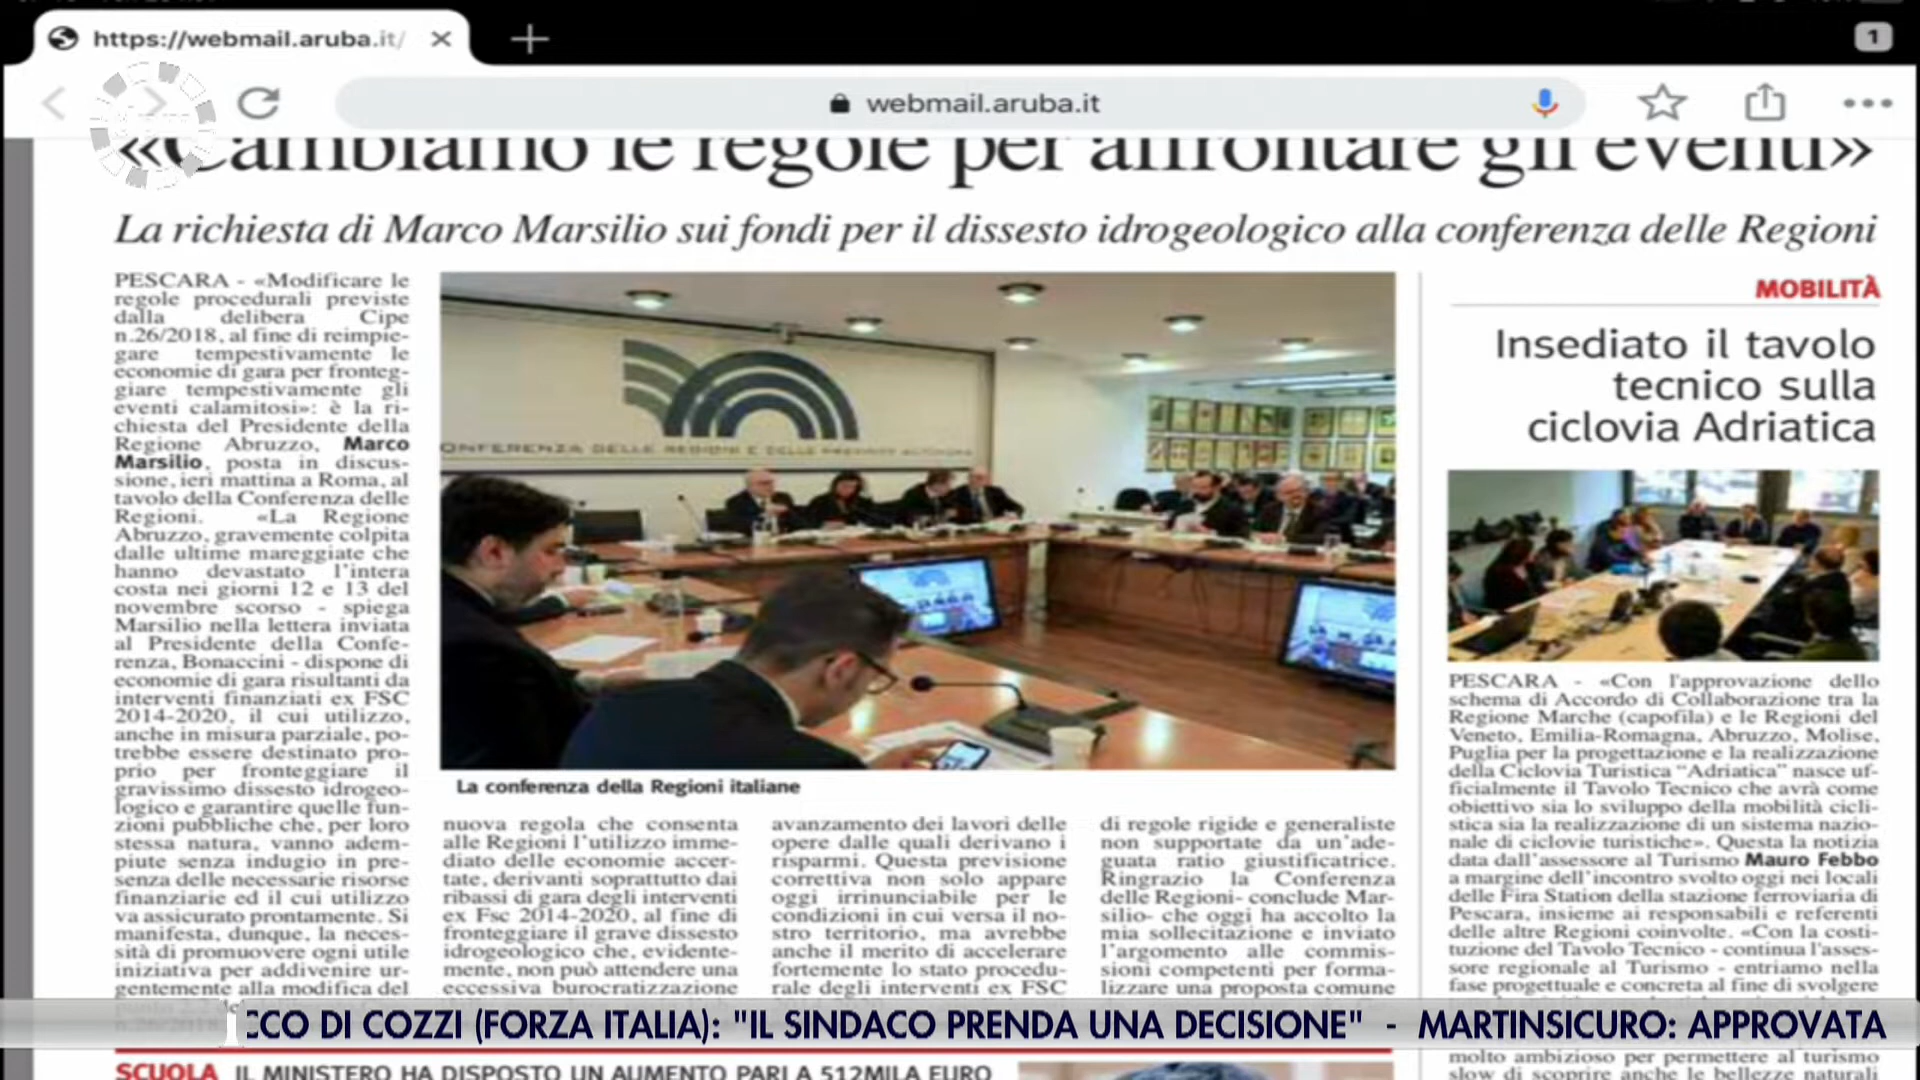 https://webmail.aruba.it/
1
webmail.aruba.it
«Cambiamo le regole per affrontare gli eventi»
La richiesta di Marco Marsilio sui fondi per il dissesto idrogeologico alla conferenza delle Regioni
PESCARA - «Modificare le
regole procedurali previste
dalla delibera Cipe
n.26/2018, al fine di reimpie-
gare tempestivamente le
economie di gara per fronteg-
giare tempestivamente gli
eventi calamitosi»: è la ri-
chiesta del Presidente della
Regione Abruzzo, Marco
Marsilio, posta in discus-
sione, ieri mattina a Roma, al
tavolo della Conferenza delle
Regioni. «La Regione
Abruzzo, gravemente colpita
dalle ultime mareggiate che
hanno devastato l'intera
costa nei giorni 12 e 13 del
novembre scorso - spiega
Marsilio nella lettera inviata
al Presidente della Confe-
renza, Bonaccini - dispone di
economie di gara risultanti da
interventi finanziati ex FSC
2014-2020, il cui utilizzo,
anche in misura parziale, po-
trebbe essere destinato pro-
prio per fronteggiare il
gravissimo dissesto idrogeo-
logico e garantire quelle fun-
zioni pubbliche che, per loro
stessa natura, vanno adem-
piute senza indugio in pre-
senza delle necessarie risorse
finanziarie ed il cui utilizzo
va assicurato prontamente. Si
manifesta, dunque, la neces-
sità di promuovere ogni utile
iniziativa per addivenire ur-
gentemente alla modifica del
CONFERENZA DELLE REGIONI E DELLE PROVINCE AUTONOME
La conferenza della Regioni italiane
nuova regola che consenta
alle Regioni l'utilizzo imme-
diato delle economie accer-
tate, derivanti soprattutto dai
ribassi di gara degli interventi
ex Fsc 2014-2020, al fine di
fronteggiare il grave dissesto
idrogeologico che, evidente-
mente, non può attendere una
eccessiva burocratizzazione
avanzamento dei lavori delle
opere dalle quali derivano i
risparmi. Questa previsione
correttiva non solo appare
oggi irrinunciabile per le
condizioni in cui versa il no-
stro territorio, ma avrebbe
anche il merito di accelerare
fortemente lo stato procedu-
rale degli interventi ex FSC
di regole rigide e generaliste
non supportate da un'ade-
guata ratio giustificatrice.
Ringrazio la Conferenza
delle Regioni- conclude Mar-
silio- che oggi ha accolto la
mia sollecitazione e inviato
l'argomento alle commis-
sioni competenti per forma-
lizzare una proposta comune
MOBILITÀ
Insediato il tavolo
tecnico sulla
ciclovia Adriatica
PESCARA - «Con l'approvazione dello
schema di Accordo di Collaborazione tra la
Regione Marche (capofila) e le Regioni del
Veneto, Emilia-Romagna, Abruzzo, Molise,
Puglia per la progettazione e la realizzazione
della Ciclovia Turistica "Adriatica" nasce uf-
ficialmente il Tavolo Tecnico che avrà come
obiettivo sia lo sviluppo della mobilità cicli-
stica sia la realizzazione di un sistema nazio-
nale di ciclovie turistiche». Questa la notizia
data dall'assessore al Turismo Mauro Febbo
a margine dell'incontro svolto oggi nei locali
delle Fira Station della stazione ferroviaria di
Pescara, insieme ai responsabili e referenti
delle altre Regioni coinvolte. «Con la costi-
tuzione del Tavolo Tecnico - continua l'asses-
sore regionale al Turismo - entriamo nella
fase progettuale e concreta al fine di svolgere
CCO DI COZZI (FORZA ITALIA): "IL SINDACO PRENDA UNA DECISIONE" - MARTINSICURO: APPROVATA
molto ambizioso per permettere al turismo
slow di scoprire anche le bellezze naturali
SCUOLA IL MINISTERO HA DISPOSTO UN AUMENTO PARI A 512MILA EURO